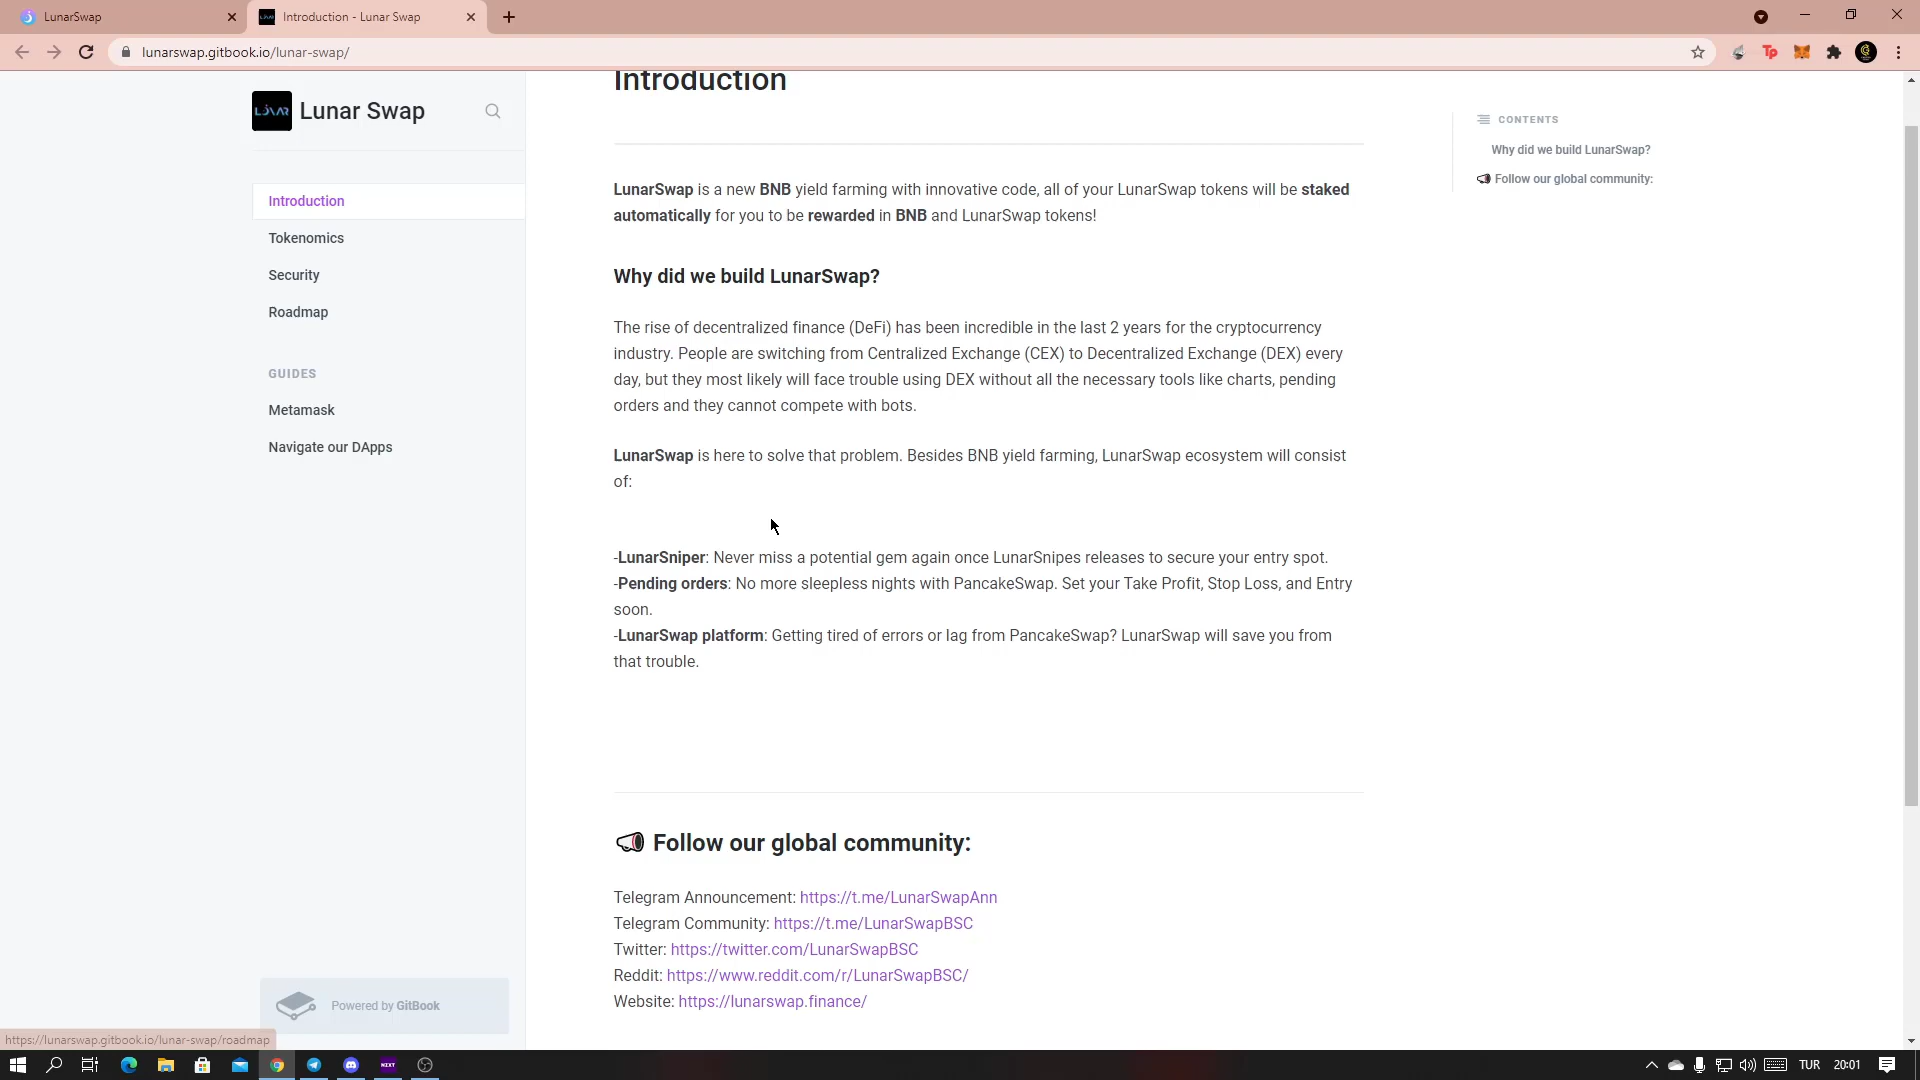 LunarSwap
Introduction - Lunar Swap
lunarswap.gitbook.io/lunar-swap/
Tp
LUNAR
Lunar Swap
Introduction
Tokenomics
Security
Roadmap
GUIDES
Metamask
Navigate our DApps
Powered by GitBook
Introduction
LunarSwap is a new BNB yield farming with innovative code, all of your LunarSwap tokens will be staked
automatically for you to be rewarded in BNB and LunarSwap tokens!
Why did we build LunarSwap?
The rise of decentralized finance (DeFi) has been incredible in the last 2 years for the cryptocurrency
industry. People are switching from Centralized Exchange (CEX) to Decentralized Exchange (DEX) every
day, but they most likely will face trouble using DEX without all the necessary tools like charts, pending
orders and they cannot compete with bots.
LunarSwap is here to solve that problem. Besides BNB yield farming, LunarSwap ecosystem will consist
of:
-LunarSniper: Never miss a potential gem again once LunarSnipes releases to secure your entry spot.
-Pending orders: No more sleepless nights with PancakeSwap. Set your Take Profit, Stop Loss, and Entry
soon.
-LunarSwap platform: Getting tired of errors or lag from PancakeSwap? LunarSwap will save you from
that trouble.
Follow our global community:
Telegram Announcement: https://t.me/LunarSwapAnn
Telegram Community: https://t.me/LunarSwapBSC
Twitter: https://twitter.com/LunarSwapBSC
Reddit: https://www.reddit.com/r/LunarSwapBSC/
Website: https://lunarswap.finance/
CONTENTS
Why did we build LunarSwap?
Follow our global community:
https://lunarswap.gitbook.io/lunar-swap/roadmap
NEXT
TUR
20:01